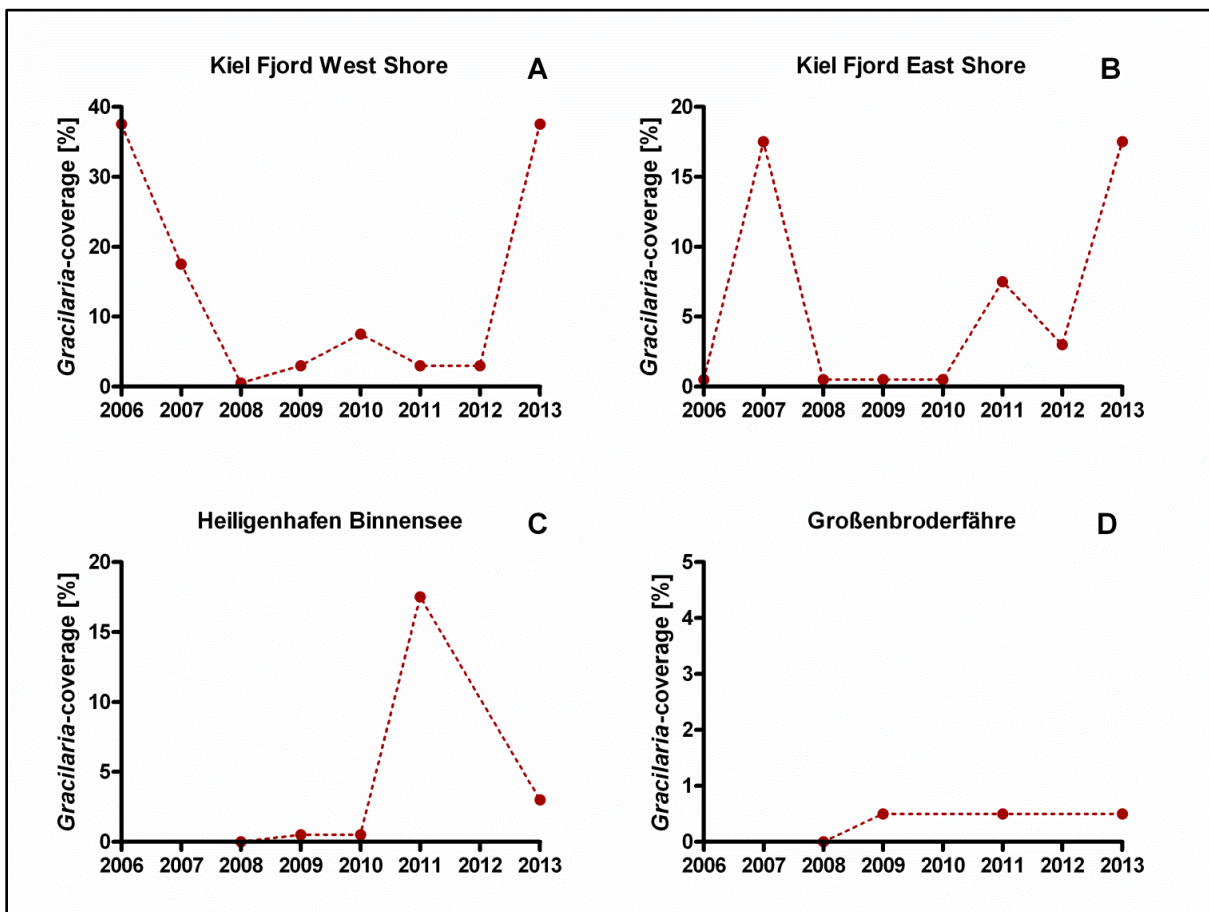 Kiel Fjord West Shore
A
Gracilaria-coverage [%]
40
30
20
10
0
2006 2007 2008 2009 2010 2011 2012 2013
Kiel Fjord East Shore
B
Gracilaria-coverage [%]
20
15
10
5
0
2006 2007 2008 2009 2010 2011 2012 2013
Heiligenhafen Binnensee
C
Gracilaria-coverage [%]
20
15
10
5
0
2006 2007 2008 2009 2010 2011 2012 2013
Großenbroderfähre
D
Gracilaria-coverage [%]
5
4
3
2
1
0
2006 2007 2008 2009 2010 2011 2012 2013